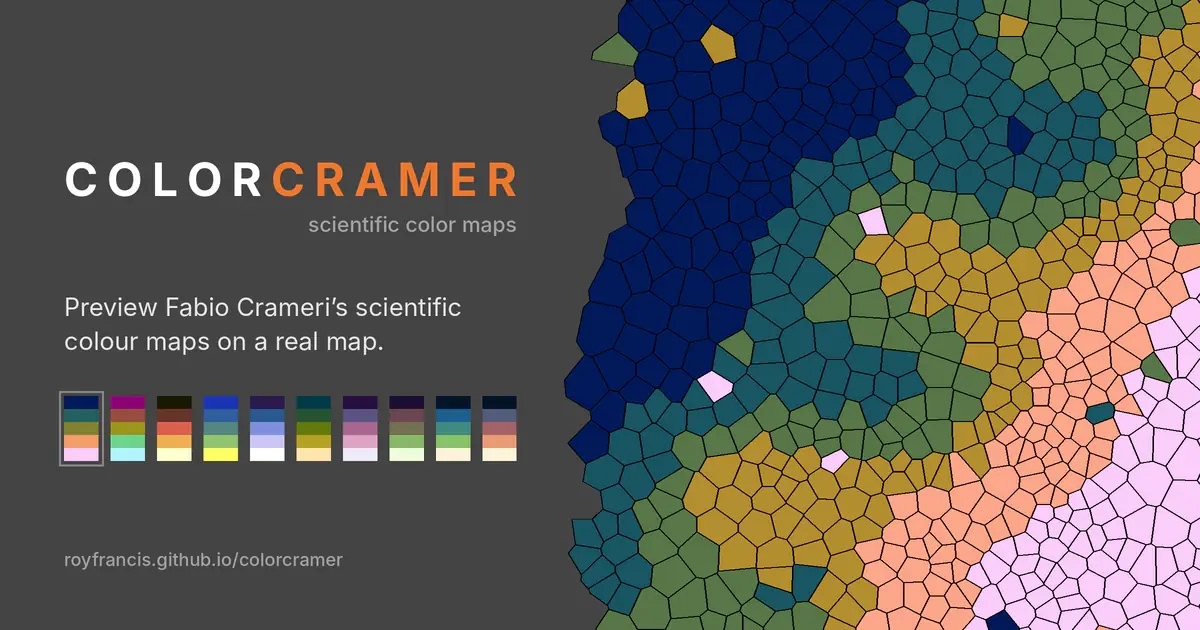 COLORCRAMER
scientific color maps
Preview Fabio Crameri’s scientific
colour maps on a real map.
royfrancis.github.io/colorcramer